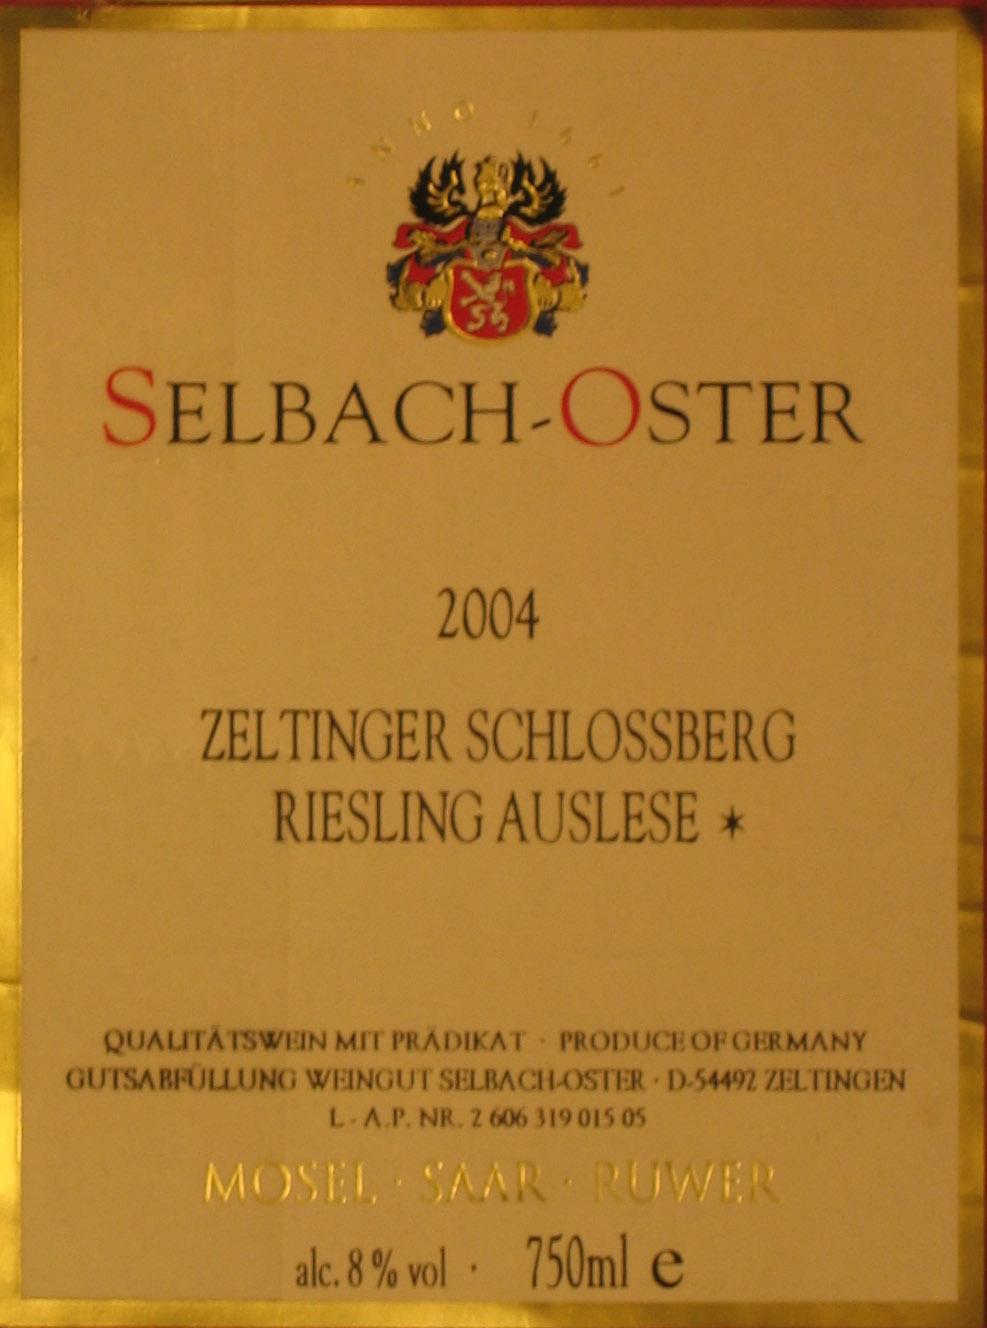 ANNO 1661
SELBACH-OSTER
2004
ZELTINGER SCHLOSSBERG
RIESLING AUSLESE *
QUALITÄTSWEIN MIT PRÄDIKAT · PRODUCE OF GERMANY
GUTSABFÜLLUNG WEINGUT SELBACH-OSTER · D-54492 ZELTINGEN
L - A.P. NR. 2 606 319 015 05
MOSEL · SAAR · RUWER
alc. 8 % vol · 750ml e